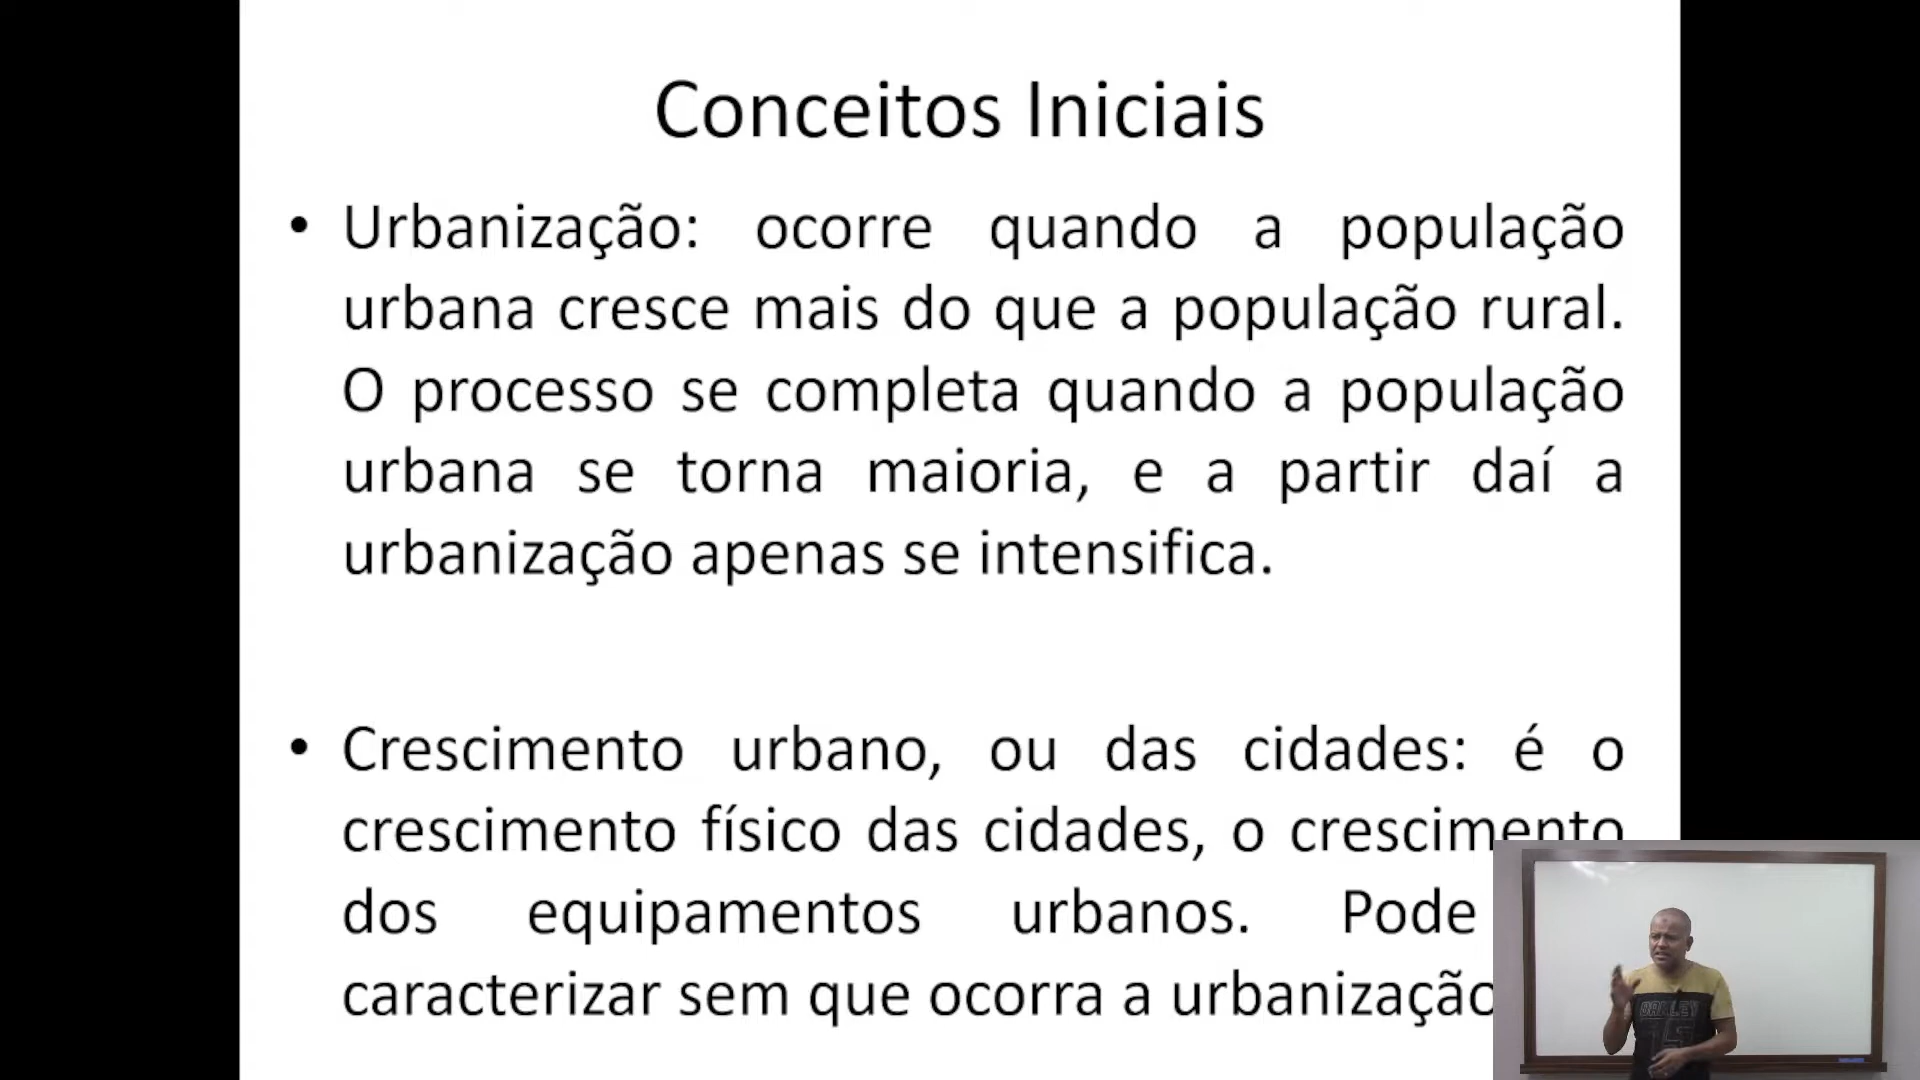 Conceitos Iniciais
• Urbanização: ocorre quando a população
urbana cresce mais do que a população rural.
O processo se completa quando a população
urbana se torna maioria, e a partir daí a
urbanização apenas se intensifica.
• Crescimento urbano, ou das cidades: é o
crescimento físico das cidades, o crescimento
dos equipamentos urbanos. Pode
caracterizar sem que ocorra a urbanização
OAKLEY